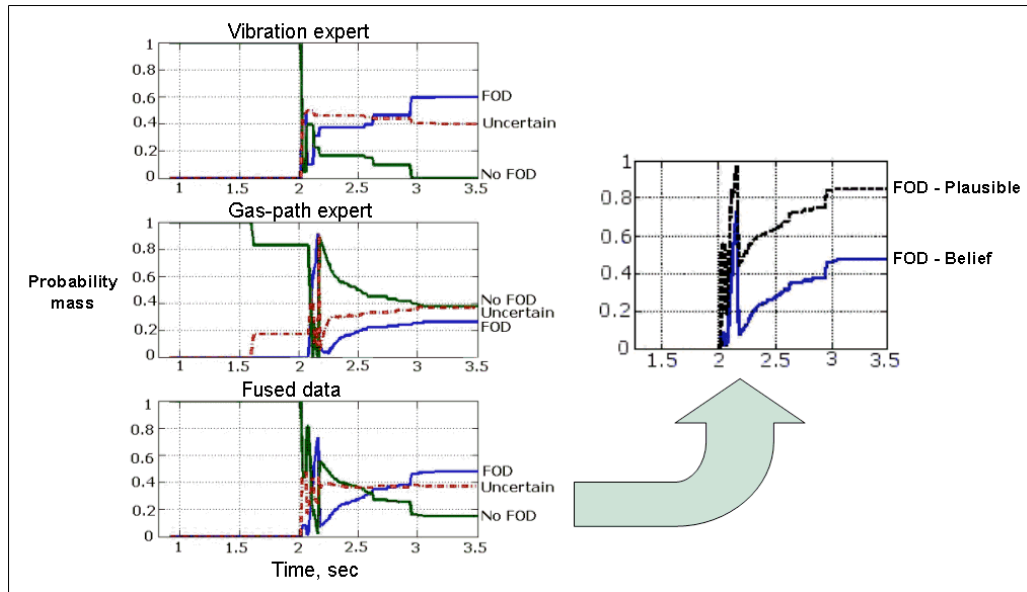 Vibration expert
1
0.8
0.6
0.4
0.2
0
1 1.5 2 2.5 3 3.5
FOD
Uncertain
No FOD
Gas-path expert
1
0.8
0.6
0.4
0.2
0
1 1.5 2 2.5 3 3.5
No FOD
Uncertain
FOD
Probability
mass
Fused data
1
0.8
0.6
0.4
0.2
0
1 1.5 2 2.5 3 3.5
FOD
Uncertain
No FOD
Time, sec
1
0.8
0.6
0.4
0.2
0
1.5 2 2.5 3 3.5
FOD - Plausible
FOD - Belief